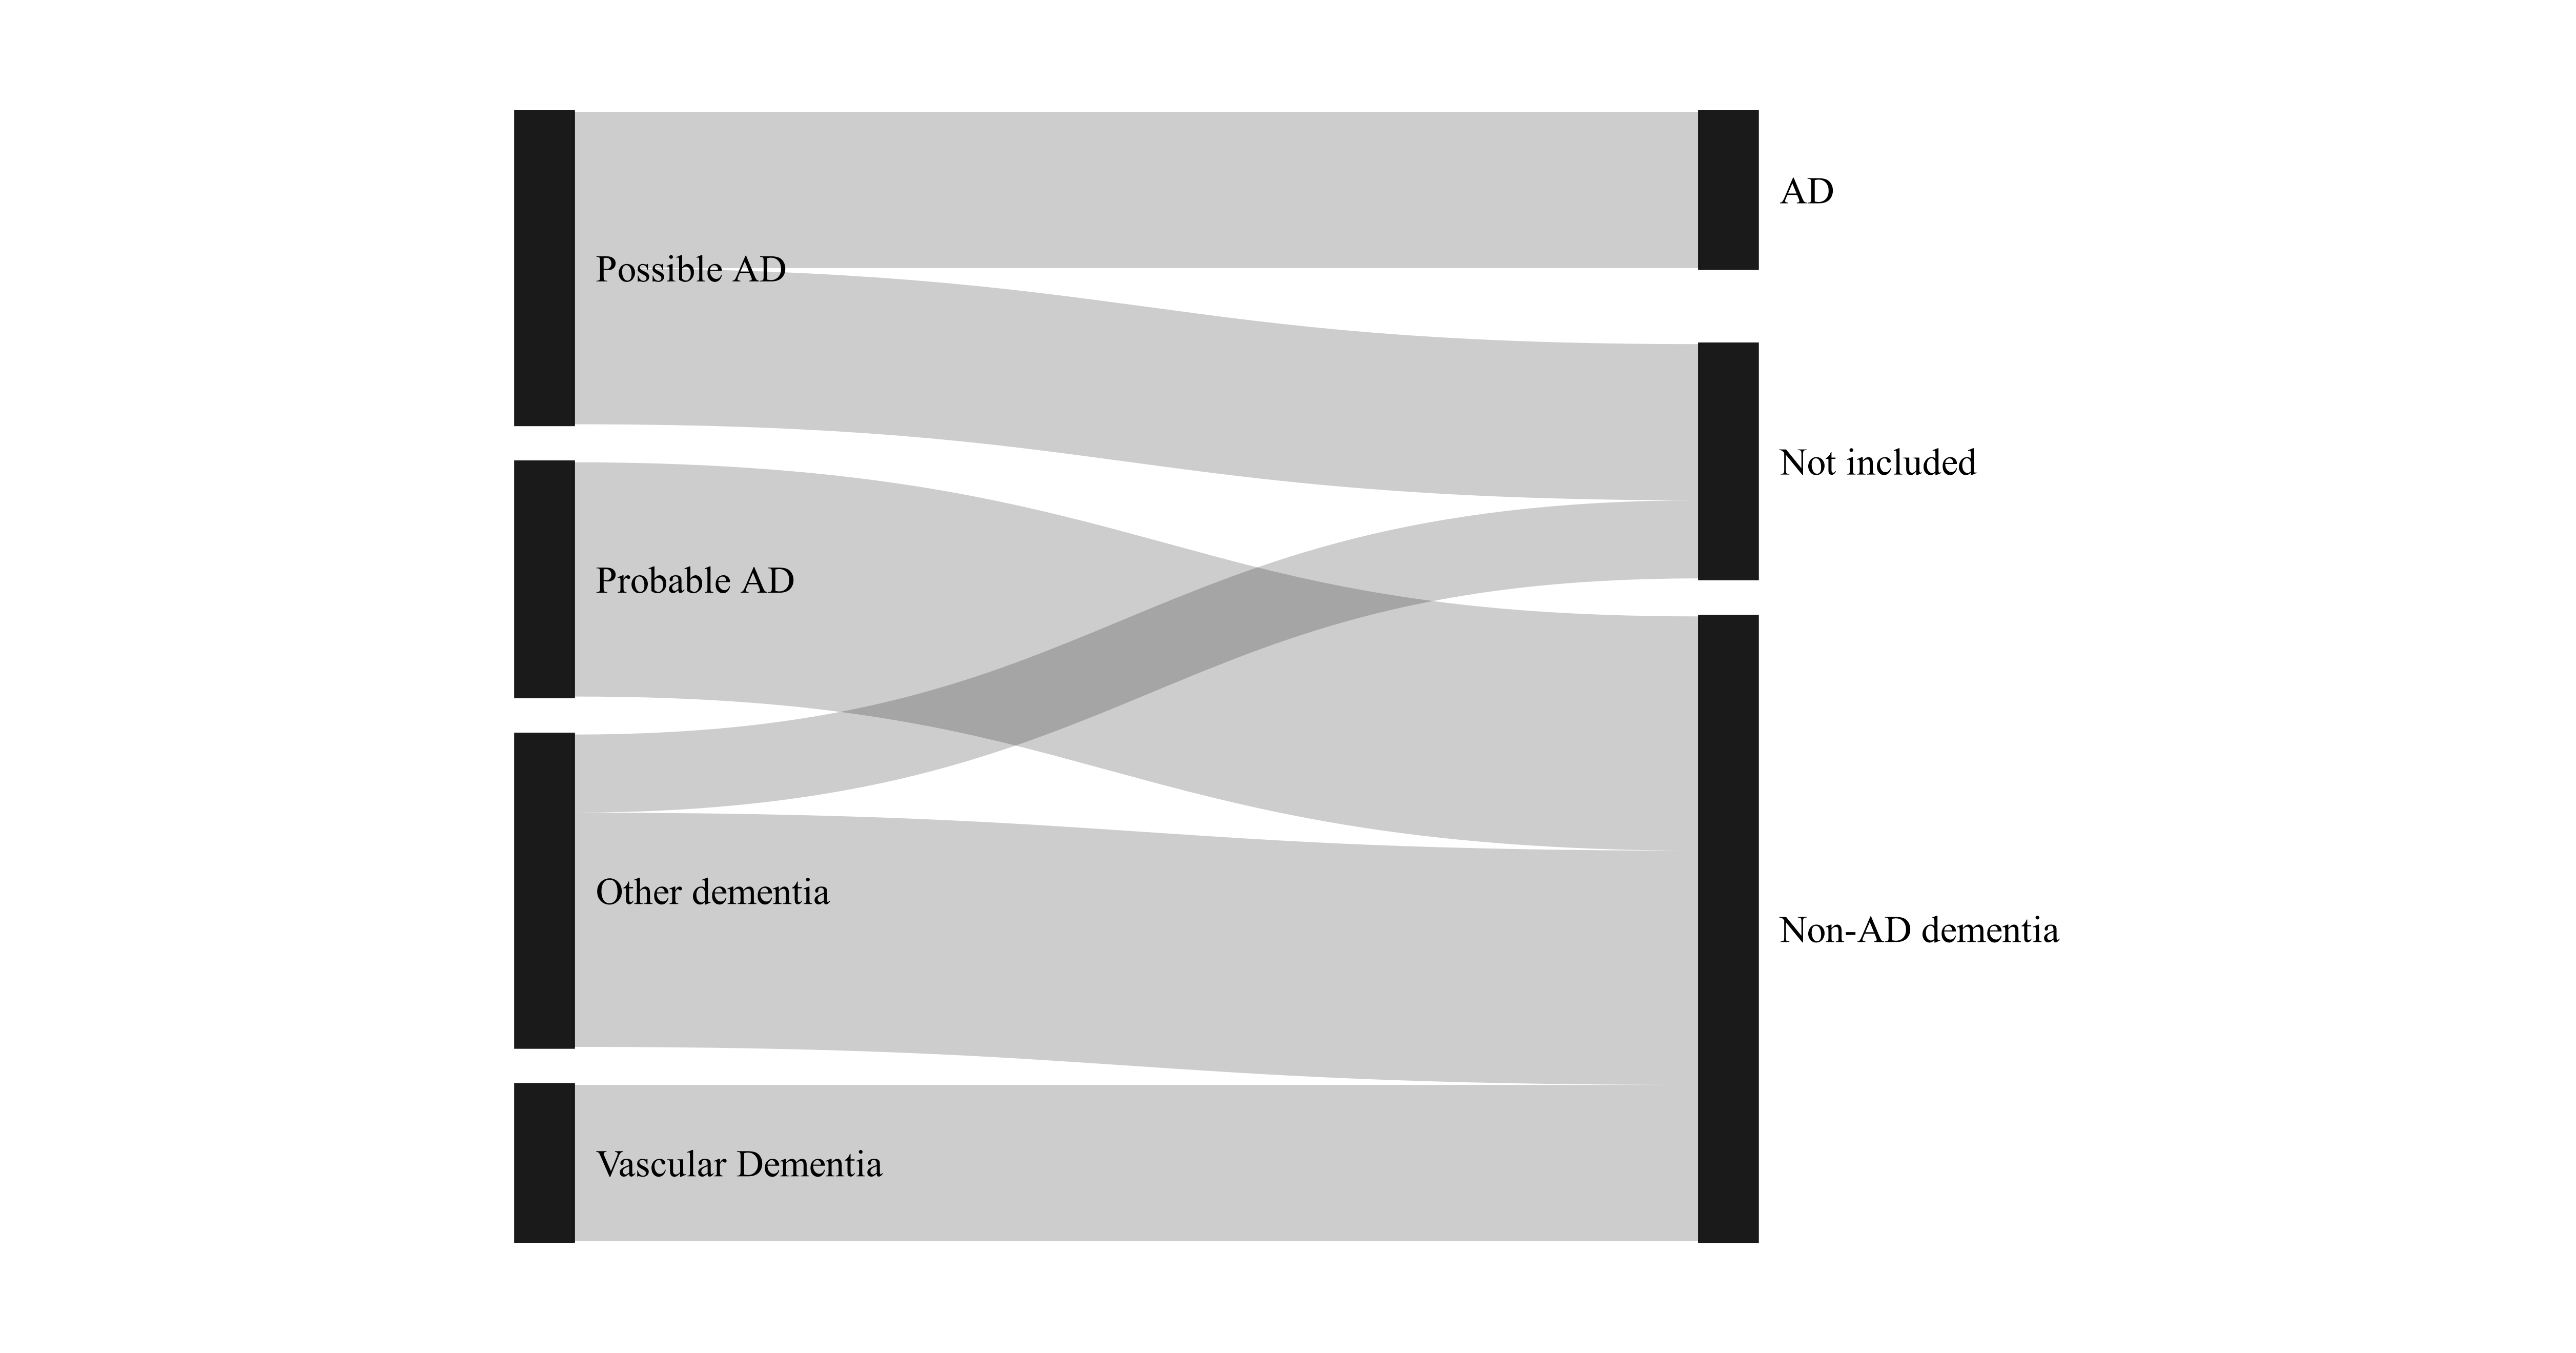 Possible AD
Probable AD
Other dementia
Vascular Dementia
AD
Not included
Non-AD dementia